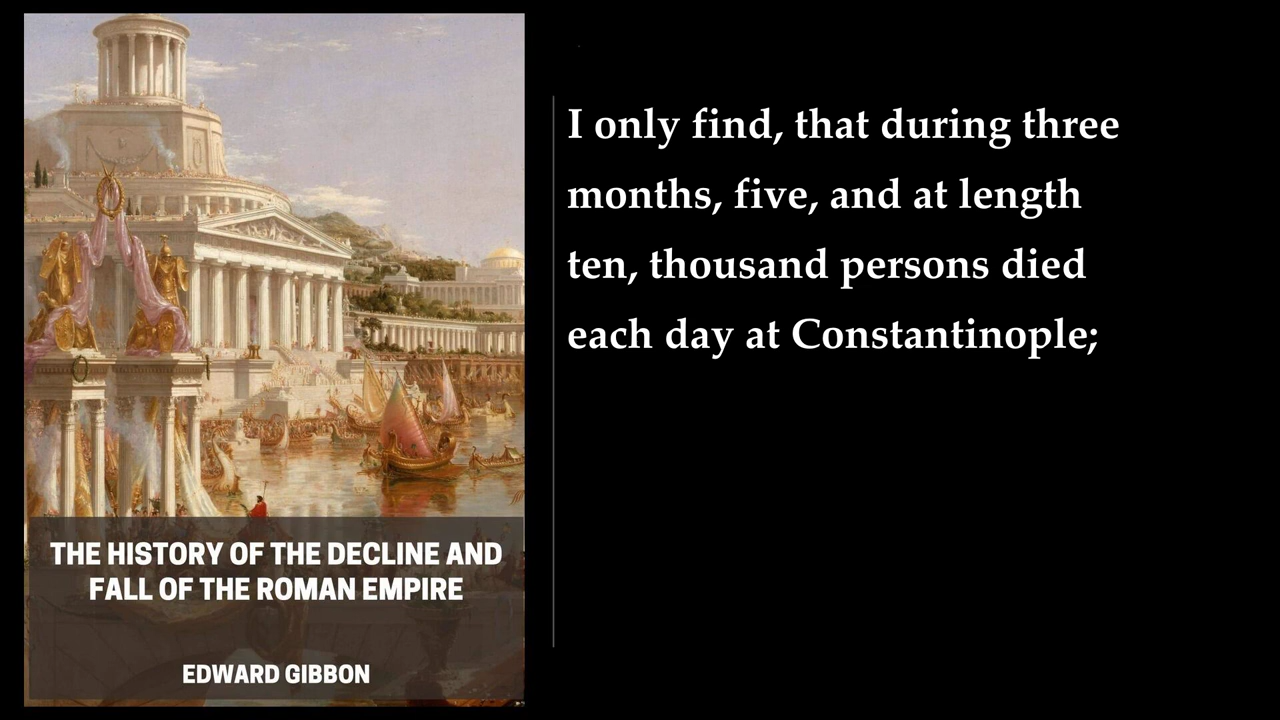 I only find, that during three
months, five, and at length
ten, thousand persons died
each day at Constantinople;
THE HISTORY OF THE DECLINE AND
FALL OF THE ROMAN EMPIRE
EDWARD GIBBON